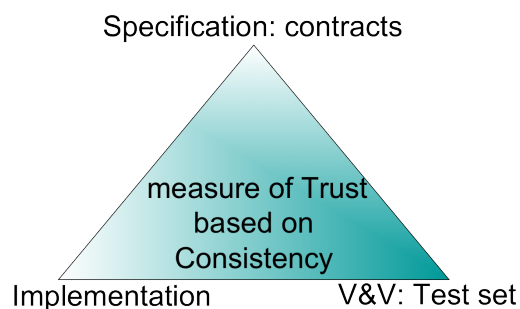 Specification: contracts
measure of Trust
based on
Consistency
Implementation
V&V: Test set